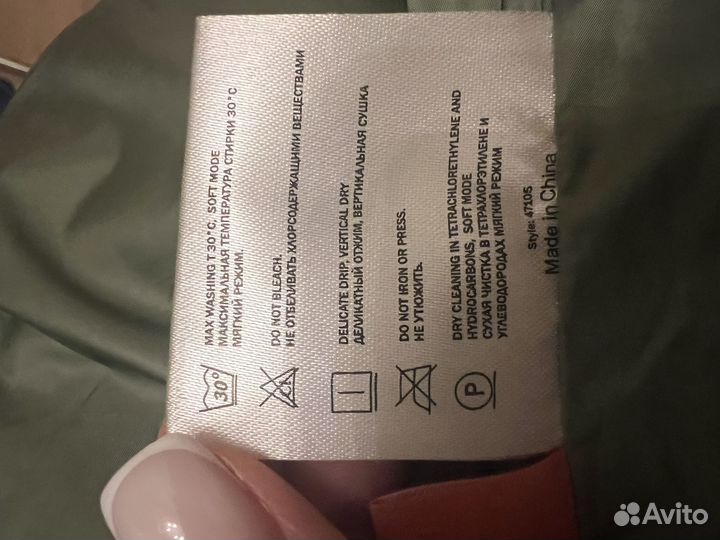 MAX WASHING T 30°C, SOFT MODE
МАКСИМАЛЬНАЯ ТЕМПЕРАТУРА СТИРКИ 30°С
МЯГКИЙ РЕЖИМ.
30°
DO NOT BLEACH.
НЕ ОТБЕЛИВАТЬ ХЛОРСОДЕРЖАЩИМИ ВЕЩЕСТВАМИ
CL
DELICATE DRIP, VERTICAL DRY
ДЕЛИКАТНЫЙ ОТЖИМ, ВЕРТИКАЛЬНАЯ СУШКА
DO NOT IRON OR PRESS.
НЕ УТЮЖИТЬ.
DRY CLEANING IN TETRACHLORETHYLENE AND
HYDROCARBONS, SOFT MODE
СУХАЯ ЧИСТКА В ТЕТРАХЛОРЭТИЛЕНЕ И
УГЛЕВОДОРОДАХ МЯГКИЙ РЕЖИМ
P
Style: 47105
Made in China
Avito